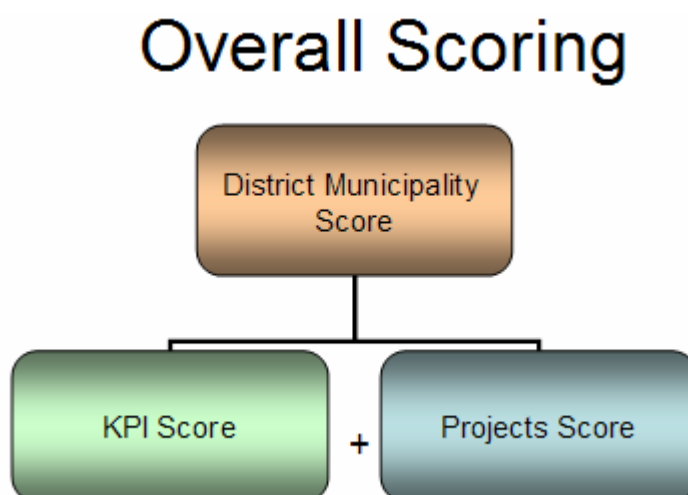 Overall Scoring
District Municipality
Score
KPI Score
+
Projects Score